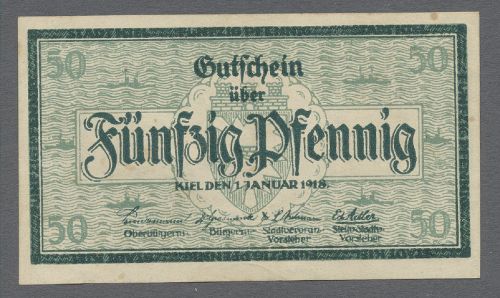 50 50
Gutschein
über
Fünfzig Pfennig
KIEL DEN 1. JANUAR 1918.
Oberbürgerm. Bürgerm. Stadtverordn. Stellv. Stadtv.
Vorsteher Vorsteher
50 50